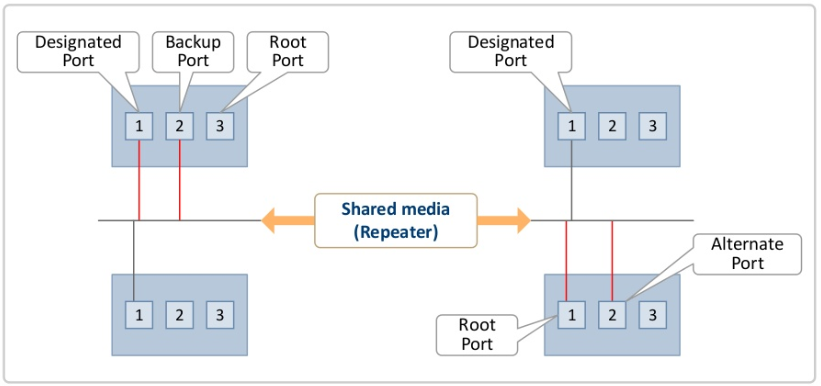 Designated
Port
Backup
Port
Root
Port
1 2 3
Designated
Port
1 2 3
Shared media
(Repeater)
1 2 3
Alternate
Port
1 2 3
Root
Port